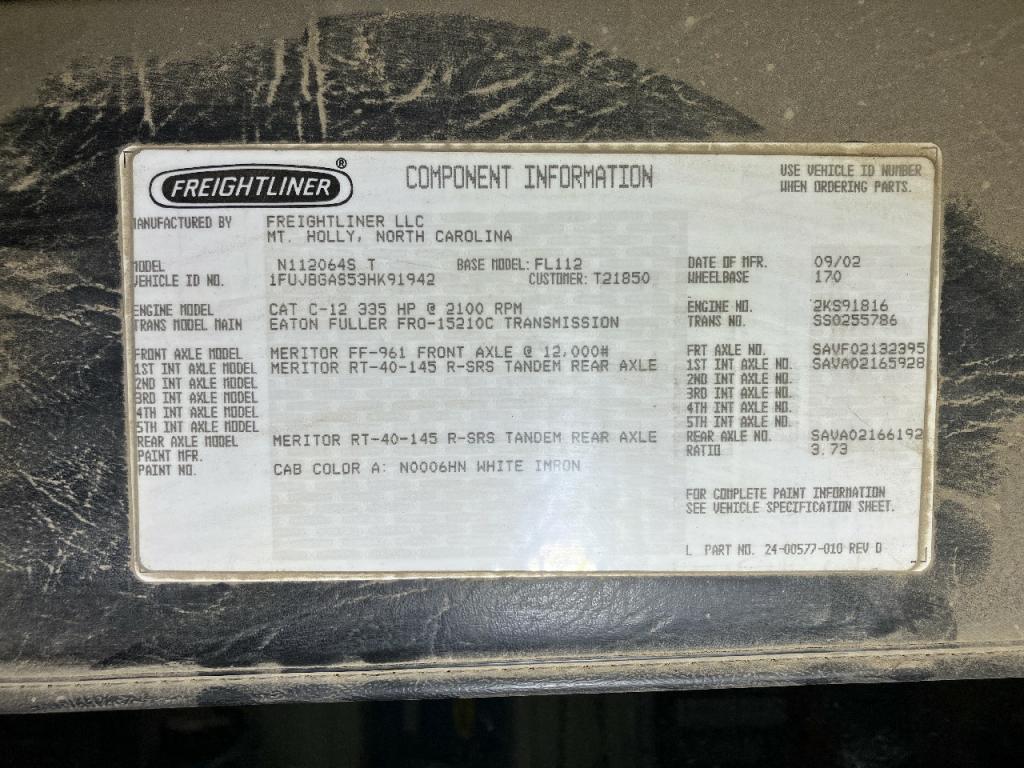 FREIGHTLINER ®
COMPONENT INFORMATION
USE VEHICLE ID NUMBER
WHEN ORDERING PARTS.
MANUFACTURED BY FREIGHTLINER LLC
MT. HOLLY, NORTH CAROLINA
MODEL N112064S T BASE MODEL: FL112 DATE OF MFR. 09/02
VEHICLE ID NO. 1FUJBGAS53HK91942 CUSTOMER: T21850 WHEELBASE 170
ENGINE MODEL CAT C-12 335 HP @ 2100 RPM ENGINE NO. 2KS91816
TRANS MODEL MAIN EATON FULLER FRO-15210C TRANSMISSION TRANS NO. SS0255786
FRONT AXLE MODEL MERITOR FF-961 FRONT AXLE @ 12,000# FRT AXLE NO. SAVF02132395
1ST INT AXLE MODEL MERITOR RT-40-145 R-SRS TANDEM REAR AXLE 1ST INT AXLE NO. SAVA02165928
2ND INT AXLE MODEL 2ND INT AXLE NO.
3RD INT AXLE MODEL 3RD INT AXLE NO.
4TH INT AXLE MODEL 4TH INT AXLE NO.
5TH INT AXLE MODEL 5TH INT AXLE NO.
REAR AXLE MODEL MERITOR RT-40-145 R-SRS TANDEM REAR AXLE REAR AXLE NO. SAVA02166192
PAINT MFR. RATIO 3.73
PAINT NO. CAB COLOR A: N0006HN WHITE IMRON
FOR COMPLETE PAINT INFORMATION
SEE VEHICLE SPECIFICATION SHEET.
L PART NO. 24-00577-010 REV D